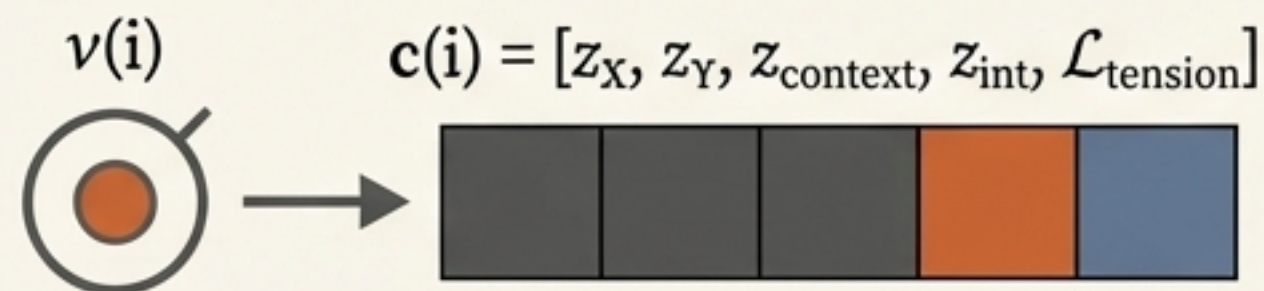 ν(i)
c(i) = [z_X, z_Y, z_context, z_int, ℒ_tension]